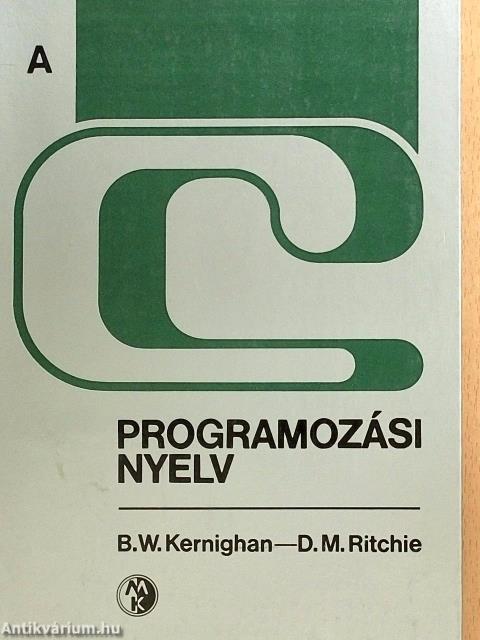 A
C
PROGRAMOZÁSI
NYELV
B.W. Kernighan—D.M. Ritchie
MK
Antikvárium.hu